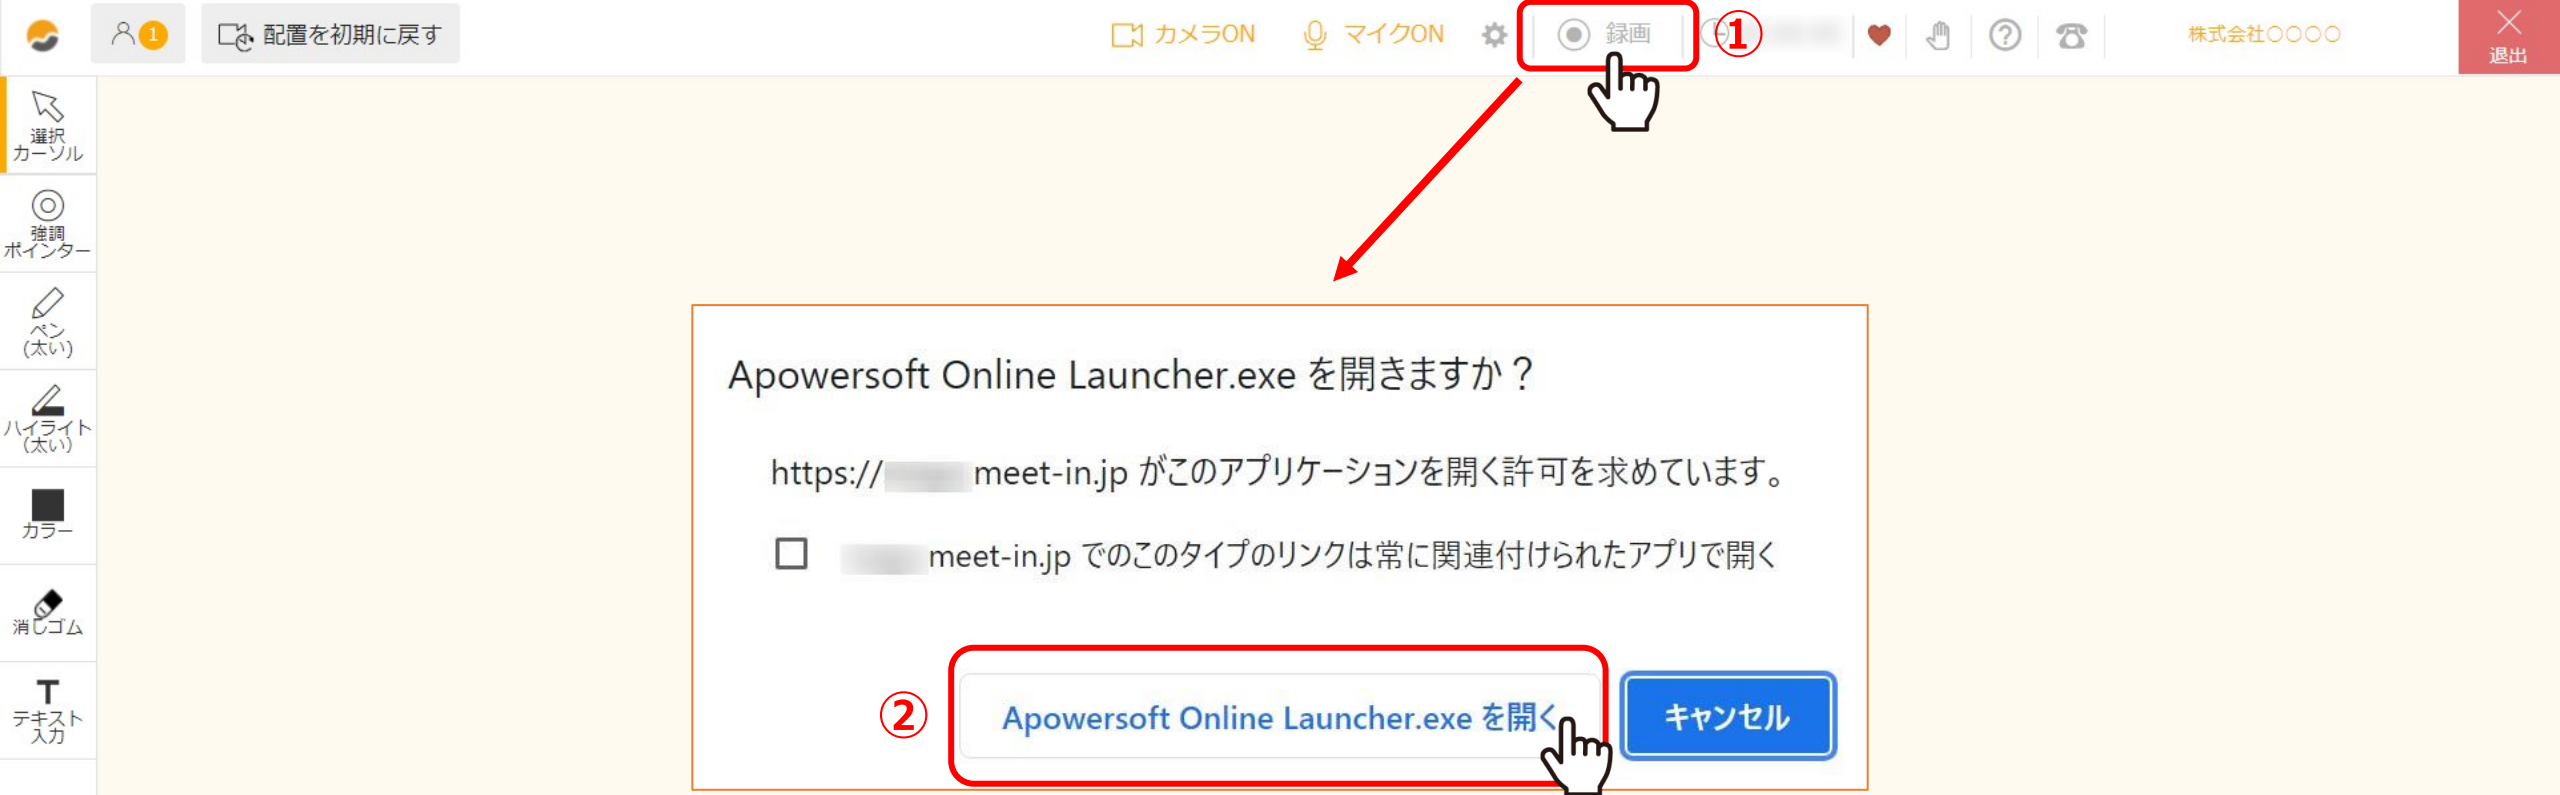 1
配置を初期に戻す
カメラON
マイクON
録画
①
株式会社○○○○
退出
選択
カーソル
強調
ポインター
ペン
(太い)
ハイライト
(太い)
カラー
消しゴム
T
テキスト
入力
Apowersoft Online Launcher.exe を開きますか？
https://
meet-in.jp がこのアプリケーションを開く許可を求めています。
meet-in.jp でのこのタイプのリンクは常に関連付けられたアプリで開く
②
Apowersoft Online Launcher.exe を開く
キャンセル